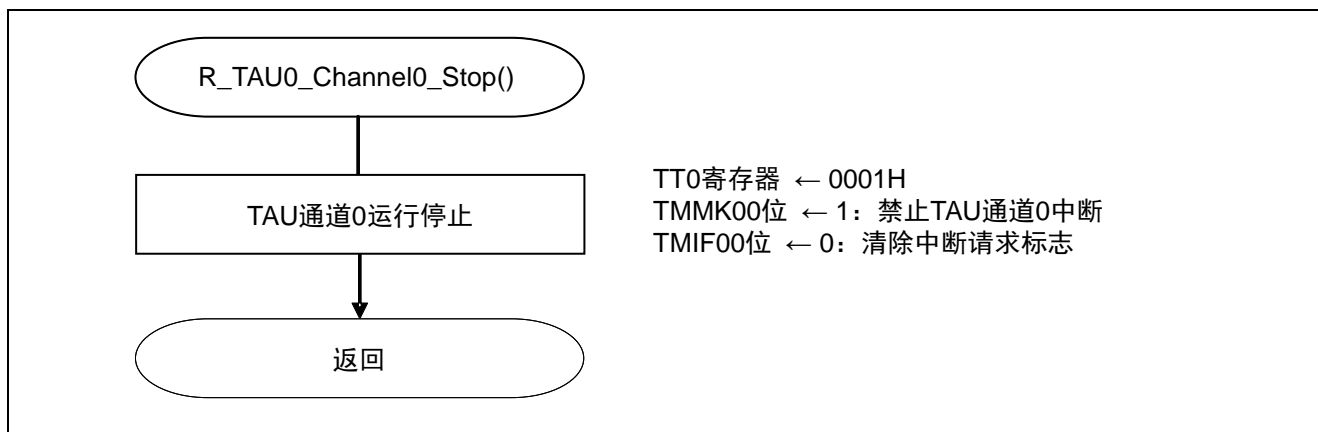 R_TAU0_Channel0_Stop()
TAU通道0运行停止
TT0寄存器 ← 0001H
TMMK00位 ← 1：禁止TAU通道0中断
TMIF00位 ← 0：清除中断请求标志
返回